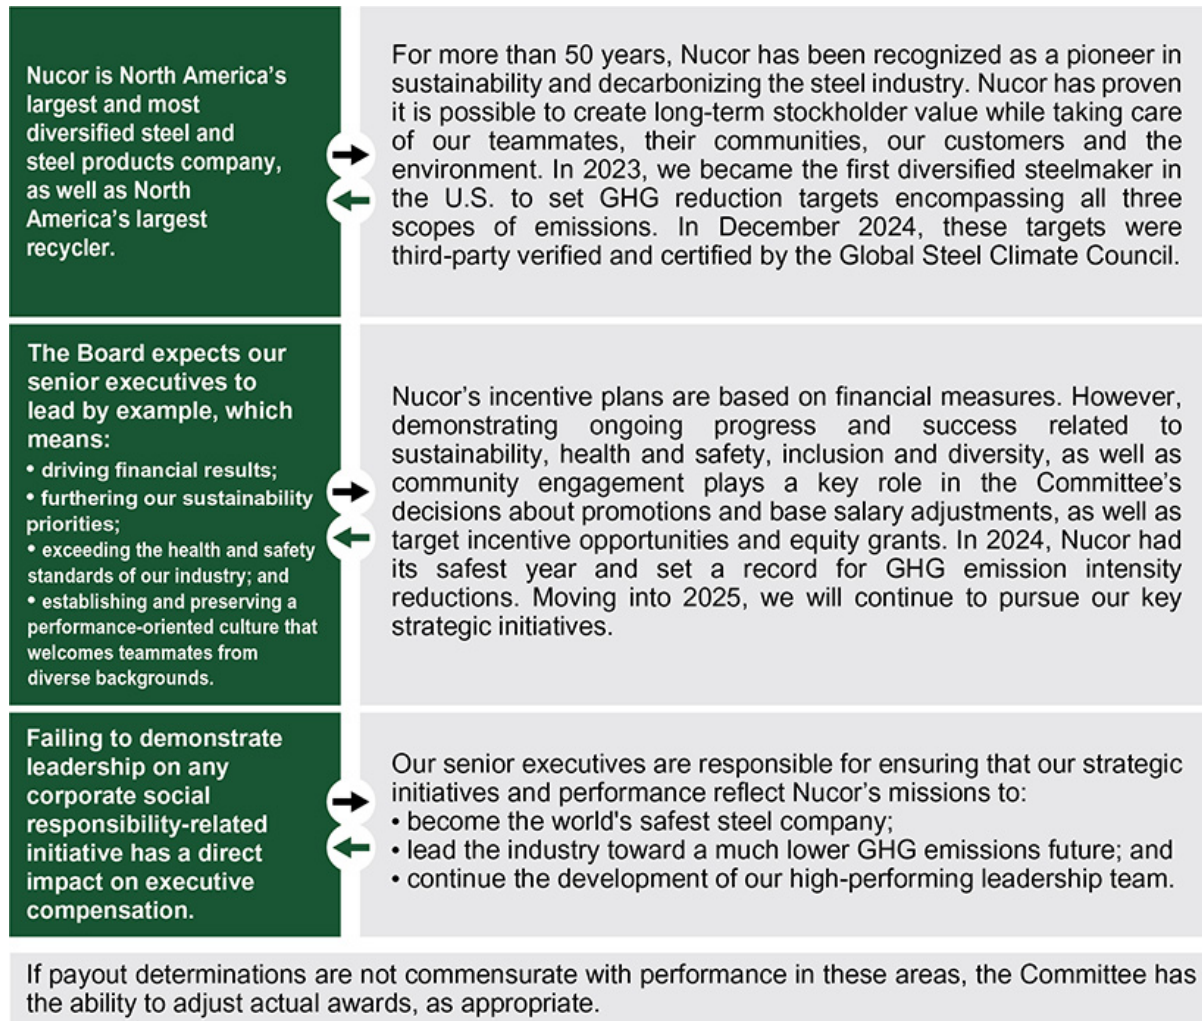 Nucor is North America's
largest and most
diversified steel and
steel products company,
as well as North
America's largest
recycler.
For more than 50 years, Nucor has been recognized as a pioneer in
sustainability and decarbonizing the steel industry. Nucor has proven
it is possible to create long-term stockholder value while taking care
of our teammates, their communities, our customers and the
environment. In 2023, we became the first diversified steelmaker in
the U.S. to set GHG reduction targets encompassing all three
scopes of emissions. In December 2024, these targets were
third-party verified and certified by the Global Steel Climate Council.
The Board expects our
senior executives to
lead by example, which
means:
• driving financial results;
• furthering our sustainability
priorities;
• exceeding the health and safety
standards of our industry; and
• establishing and preserving a
performance-oriented culture that
welcomes teammates from
diverse backgrounds.
Nucor's incentive plans are based on financial measures. However,
demonstrating ongoing progress and success related to
sustainability, health and safety, inclusion and diversity, as well as
community engagement plays a key role in the Committee's
decisions about promotions and base salary adjustments, as well as
target incentive opportunities and equity grants. In 2024, Nucor had
its safest year and set a record for GHG emission intensity
reductions. Moving into 2025, we will continue to pursue our key
strategic initiatives.
Failing to demonstrate
leadership on any
corporate social
responsibility-related
initiative has a direct
impact on executive
compensation.
Our senior executives are responsible for ensuring that our strategic
initiatives and performance reflect Nucor's missions to:
• become the world's safest steel company;
• lead the industry toward a much lower GHG emissions future; and
• continue the development of our high-performing leadership team.
If payout determinations are not commensurate with performance in these areas, the Committee has
the ability to adjust actual awards, as appropriate.